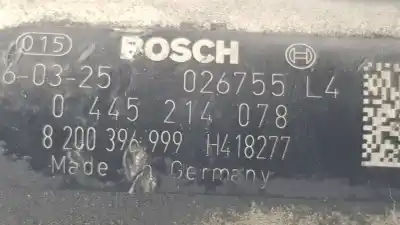 015 BOSCH
6-03-25 026755 L4
0 445 214 078
8 200 396 999 H418277
Made in Germany